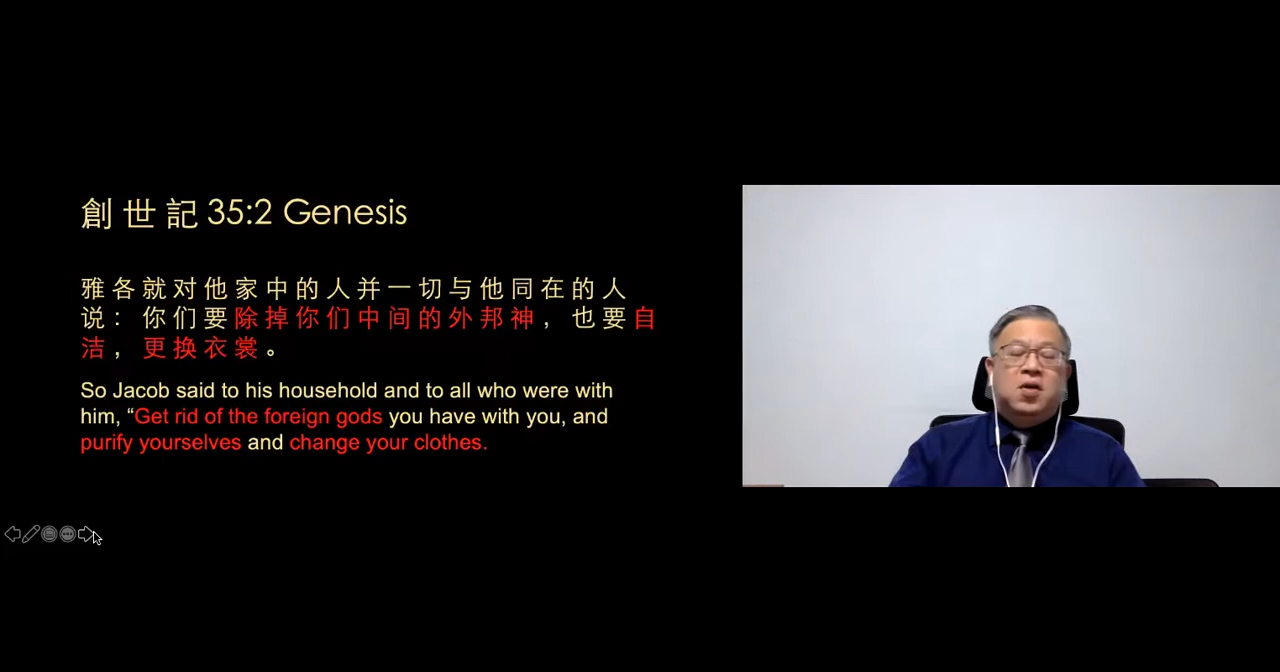 創世記 35:2 Genesis
雅各就对他家中的人并一切与他同在的人
说：你们要除掉你们中间的外邦神，也要自
洁，更换衣裳。
So Jacob said to his household and to all who were with
him, “Get rid of the foreign gods you have with you, and
purify yourselves and change your clothes.